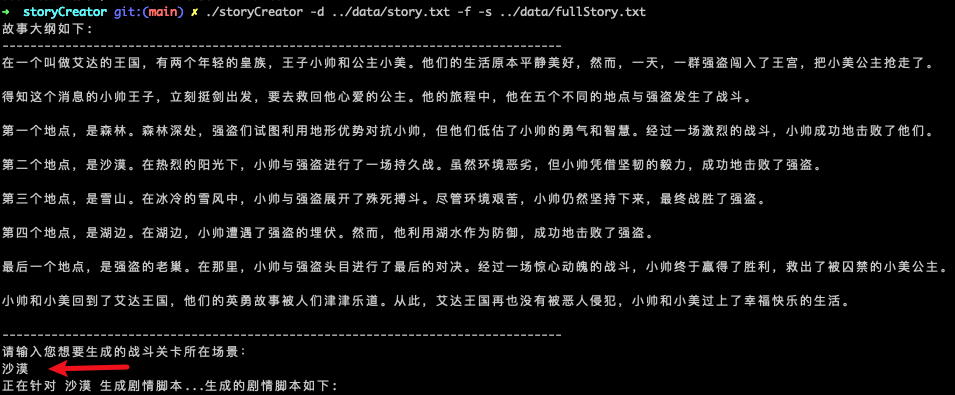 ➜  storyCreator git:(main) ✗ ./storyCreator -d ../data/story.txt -f -s ../data/fullStory.txt
故事大纲如下:
----------------------------------------------------------------------
在一个叫做艾达的王国，有两个年轻的皇族，王子小帅和公主小美。他们的生活原本平静美好，然而，一天，一群强盗闯入了王宫，把小美公主抢走了。
得知这个消息的小帅王子，立刻挺剑出发，要去救回他心爱的公主。他的旅程中，他在五个不同的地点与强盗发生了战斗。
第一个地点，是森林。森林深处，强盗们试图利用地形优势对抗小帅，但他们低估了小帅的勇气和智慧。经过一场激烈的战斗，小帅成功地击败了他们。
第二个地点，是沙漠。在热烈的阳光下，小帅与强盗进行了一场持久战。虽然环境恶劣，但小帅凭借坚韧的毅力，成功地击败了强盗。
第三个地点，是雪山。在冰冷的雪风中，小帅与强盗展开了殊死搏斗。尽管环境艰苦，小帅仍然坚持下来，最终战胜了强盗。
第四个地点，是湖边。在湖边，小帅遭遇了强盗的埋伏。然而，他利用湖水作为防御，成功地击败了强盗。
最后一个地点，是强盗的老巢。在那里，小帅与强盗头目进行了最后的对决。经过一场惊心动魄的战斗，小帅终于赢得了胜利，救出了被囚禁的小美公主。
小帅和小美回到了艾达王国，他们的英勇故事被人们津津乐道。从此，艾达王国再也没有被恶人侵犯，小帅和小美过上了幸福快乐的生活。
----------------------------------------------------------------------
请输入您想要生成的战斗关卡所在场景:
沙漠
正在针对 沙漠 生成剧情脚本...生成的剧情脚本如下: